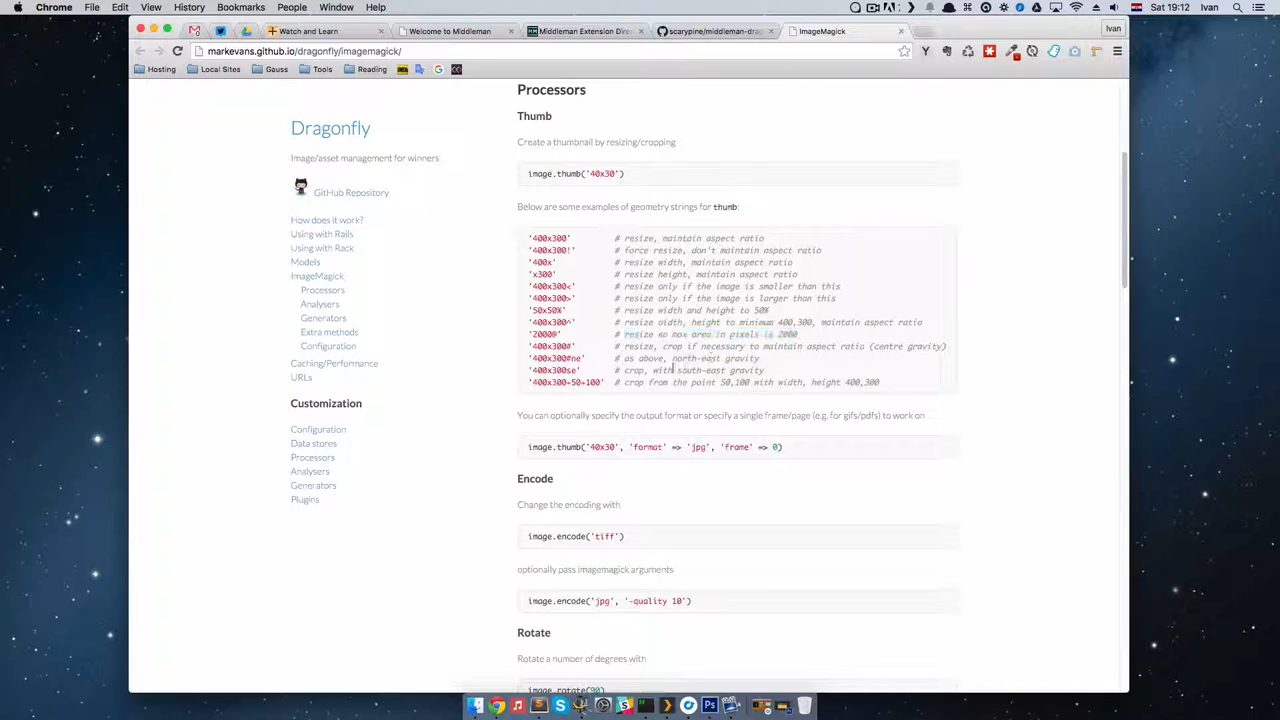 Chrome File Edit View History Bookmarks People Window Help
Sat 19:12 Ivan
Watch and Learn
Welcome to Middleman
Middleman Extension Dire
scarypine/middleman-drag
ImageMagick
Ivan
markevans.github.io/dragonfly/imagemagick/
Hosting Local Sites Gauss Tools Reading
Dragonfly
Image/asset management for winners
GitHub Repository
How does it work?
Using with Rails
Using with Rack
Models
ImageMagick
Processors
Analysers
Generators
Extra methods
Configuration
Caching/Performance
URLs
Customization
Configuration
Data stores
Processors
Analysers
Generators
Plugins
Processors
Thumb
Create a thumbnail by resizing/cropping
image.thumb('40x30')
Below are some examples of geometry strings for thumb:
'400x300' # resize, maintain aspect ratio
'400x300!' # force resize, don't maintain aspect ratio
'400x' # resize width, maintain aspect ratio
'x300' # resize height, maintain aspect ratio
'400x300<' # resize only if the image is smaller than this
'400x300>' # resize only if the image is larger than this
'50x50%' # resize width and height to 50%
'400x300^' # resize width, height to minimum 400,300, maintain aspect ratio
'2000@' # resize so max area in pixels is 2000
'400x300#' # resize, crop if necessary to maintain aspect ratio (centre gravity)
'400x300#ne' # as above, north-east gravity
'400x300se' # crop, with south-east gravity
'400x300+50+100' # crop from the point 50,100 with width, height 400,300
You can optionally specify the output format or specify a single frame/page (e.g. for gifs/pdfs) to work on
image.thumb('40x30', 'format' => 'jpg', 'frame' => 0)
Encode
Change the encoding with
image.encode('tiff')
optionally pass imagemagick arguments
image.encode('jpg', '-quality 10')
Rotate
Rotate a number of degrees with
image.rotate(90)